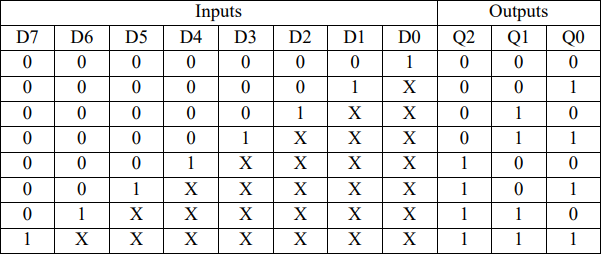 Inputs Outputs
D7 D6 D5 D4 D3 D2 D1 D0 Q2 Q1 Q0
0 0 0 0 0 0 0 1 0 0 0
0 0 0 0 0 0 1 X 0 0 1
0 0 0 0 0 1 X X 0 1 0
0 0 0 0 1 X X X 0 1 1
0 0 0 1 X X X X 1 0 0
0 0 1 X X X X X 1 0 1
0 1 X X X X X X 1 1 0
1 X X X X X X X 1 1 1